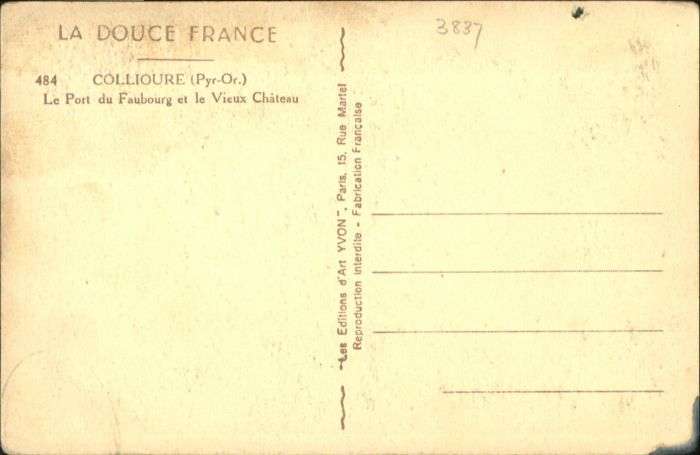 LA DOUCE FRANCE
484 COLLIOURE (Pyr-Or.)
Le Port du Faubourg et le Vieux Château
"Les Editions d'Art YVON", Paris, 15, Rue Martel
Reproduction Interdite - Fabrication Française
3837